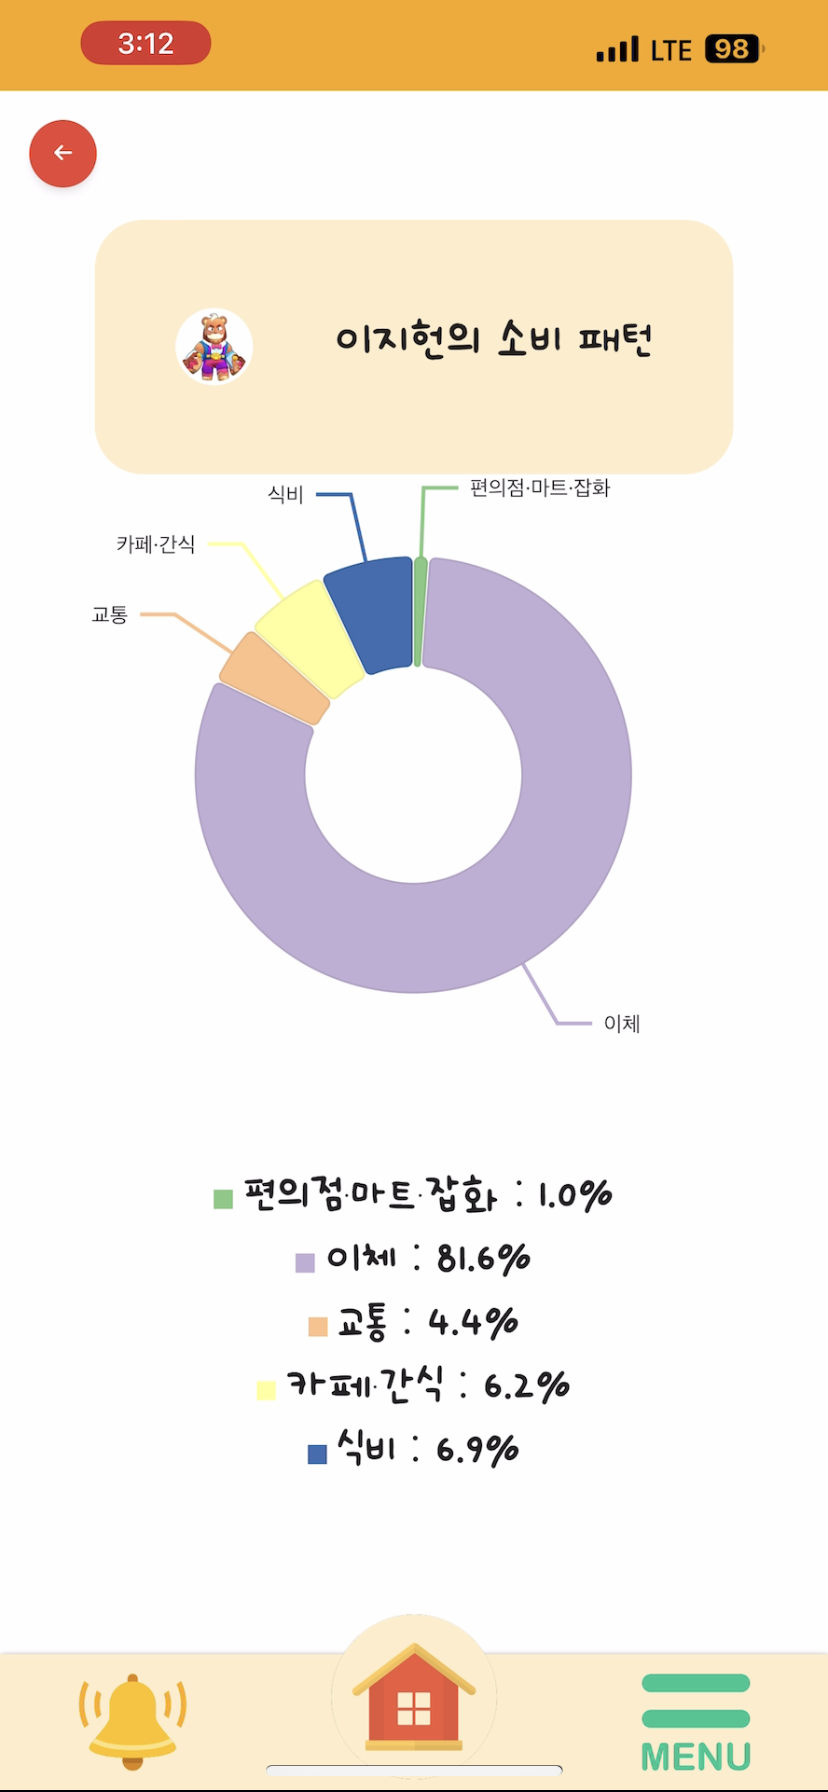 3:12
LTE 98
이지헌의 소비 패턴
식비
편의점·마트·잡화
카페·간식
교통
이체
편의점·마트·잡화 : 1.0%
이체 : 81.6%
교통 : 4.4%
카페·간식 : 6.2%
식비 : 6.9%
MENU